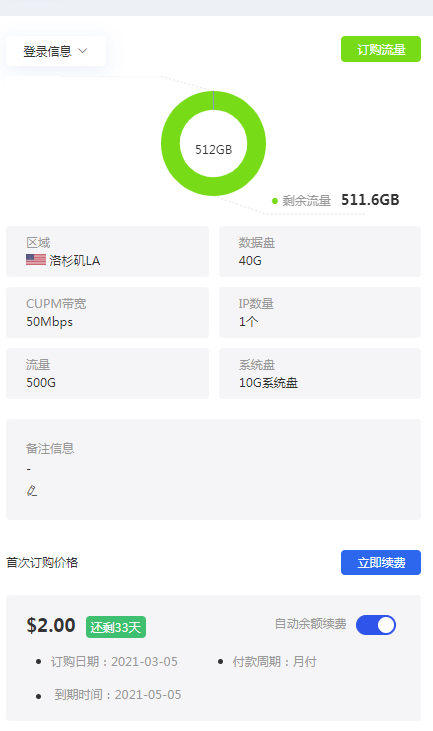 登录信息
订购流量
512GB
剩余流量 511.6GB
区域
洛杉矶LA
数据盘
40G
CUPM带宽
50Mbps
IP数量
1个
流量
500G
系统盘
10G系统盘
备注信息
-
首次订购价格
立即续费
$2.00 还剩33天
自动余额续费
订购日期：2021-03-05
付款周期：月付
到期时间：2021-05-05